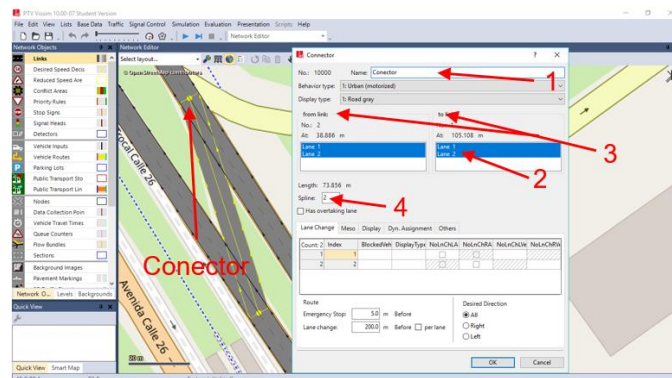 PTV Vissim 10.00-07 Student Version
File Edit View Lists Base Data Traffic Signal Control Simulation Evaluation Presentation Scripts Help
Network Editor
Network Objects
Network Editor
Links
Select layout...
Desired Speed Decis
© OpenStreetMap contributors
Reduced Speed Are
Conflict Areas
Priority Rules
Stop Signs
Signal Heads
Detectors
Vehicle Inputs
Vehicle Routes
Parking Lots
Public Transport Sto
Public Transport Lin
Nodes
Data Collection Poin
Vehicle Travel Times
Queue Counters
Flow Bundles
Sections
Background Images
Pavement Markings
Network O... Levels Backgrounds
Quick View
Quick View Smart Map
Calle 26
Conector
Avenida Calle 26
20 m
Connector
No.: 10000 Name: Conector
1
Behavior type: 1: Urban (motorized)
Display type: 1: Road gray
from link:
3
No.: 2
At: 38.886 m
At: 105.108 m
Lane 1
Lane 2
Lane 1
Lane 2
2
Length: 73.856 m
Spline: 2
4
Has overtaking lane
Lane Change Meso Display Dyn. Assignment Others
Count: 2 Index BlockedVeh DisplayType NoLnChLA NoLnChRA NoLnChLVe NoLnChRVe
1 1
2 2
Route
Emergency Stop: 5.0 m Before
Lane change: 200.0 m Before per lane
Desired Direction
All
Right
Left
OK Cancel